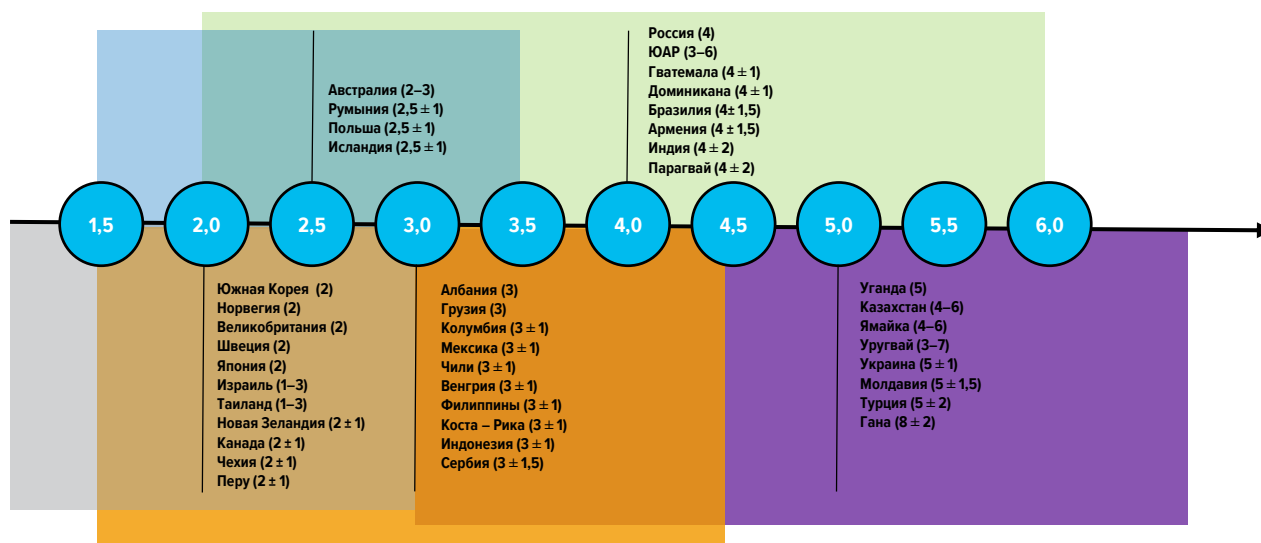 Россия (4)
ЮАР (3–6)
Гватемала (4 ± 1)
Доминикана (4 ± 1)
Бразилия (4± 1,5)
Армения (4 ± 1,5)
Индия (4 ± 2)
Парагвай (4 ± 2)
Австралия (2–3)
Румыния (2,5 ± 1)
Польша (2,5 ± 1)
Исландия (2,5 ± 1)
1,5 2,0 2,5 3,0 3,5 4,0 4,5 5,0 5,5 6,0
Южная Корея (2)
Норвегия (2)
Великобритания (2)
Швеция (2)
Япония (2)
Израиль (1–3)
Таиланд (1–3)
Новая Зеландия (2 ± 1)
Канада (2 ± 1)
Чехия (2 ± 1)
Перу (2 ± 1)
Албания (3)
Грузия (3)
Колумбия (3 ± 1)
Мексика (3 ± 1)
Чили (3 ± 1)
Венгрия (3 ± 1)
Филиппины (3 ± 1)
Коста – Рика (3 ± 1)
Индонезия (3 ± 1)
Сербия (3 ± 1,5)
Уганда (5)
Казахстан (4–6)
Ямайка (4–6)
Уругвай (3–7)
Украина (5 ± 1)
Молдавия (5 ± 1,5)
Турция (5 ± 2)
Гана (8 ± 2)